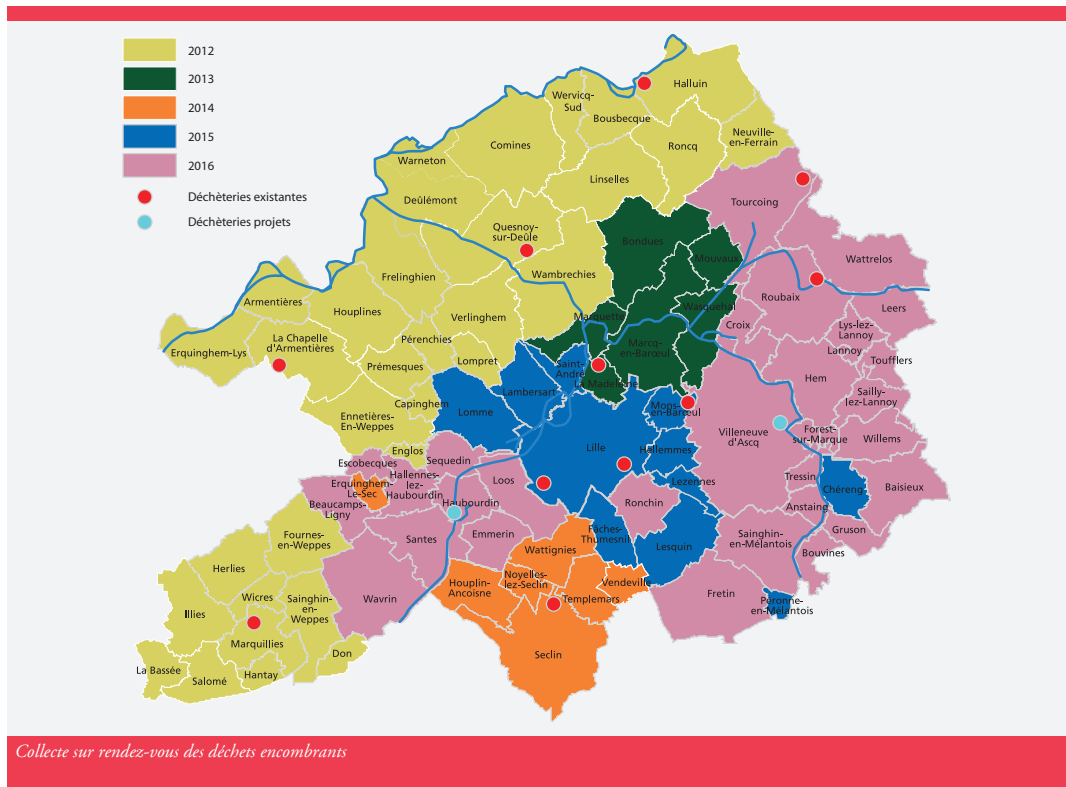 2012
2013
2014
2015
2016
Déchèteries existantes
Déchèteries projets
Halluin
Wervicq-
Sud
Bousbecque
Neuville-
en-Ferrain
Comines
Roncq
Warneton
Linselles
Deûlémont
Tourcoing
Quesnoy-
sur-Deûle
Bondues
Mouvaux
Wattrelos
Wambrechies
Frelinghien
Roubaix
Armentières
Wasquehal
Leers
Houplines
Verlinghem
Marquette
Croix
Lys-lez-
Lannoy
La Chapelle
d'Armentières
Pérenchies
Marcq-
en-Barœul
Lannoy
Erquinghem-Lys
Prémesques
Lompret
Saint-
André
Toufflers
La Madeleine
Hem
Lambersart
Sailly-
lez-Lannoy
Capinghem
Lomme
Mons-
en-Barœul
Ennetières-
En-Weppes
Villeneuve
d'Ascq
Forest-
sur-Marque
Willems
Englos
Lille
Hellemmes
Escobecques
Sequedin
Hallennes-
lez-
Haubourdin
Loos
Tressin
Erquinghem-
Le-Sec
Lezennes
Chéreng
Baisieux
Beaucamps-
Ligny
Haubourdin
Ronchin
Anstaing
Fournes-
en-Weppes
Santes
Emmerin
Fâches-
Thumesnil
Sainghin-
en-Mélantois
Gruson
Wattignies
Lesquin
Bouvines
Herlies
Noyelles-
lez-Seclin
Houplin-
Ancoisne
Vendeville
Wicres
Sainghin-
en-
Weppes
Wavrin
Templemars
Fretin
Péronne-
en-Mélantois
Illies
Marquillies
Don
Seclin
La Bassée
Salomé
Hantay
Collecte sur rendez-vous des déchets encombrants